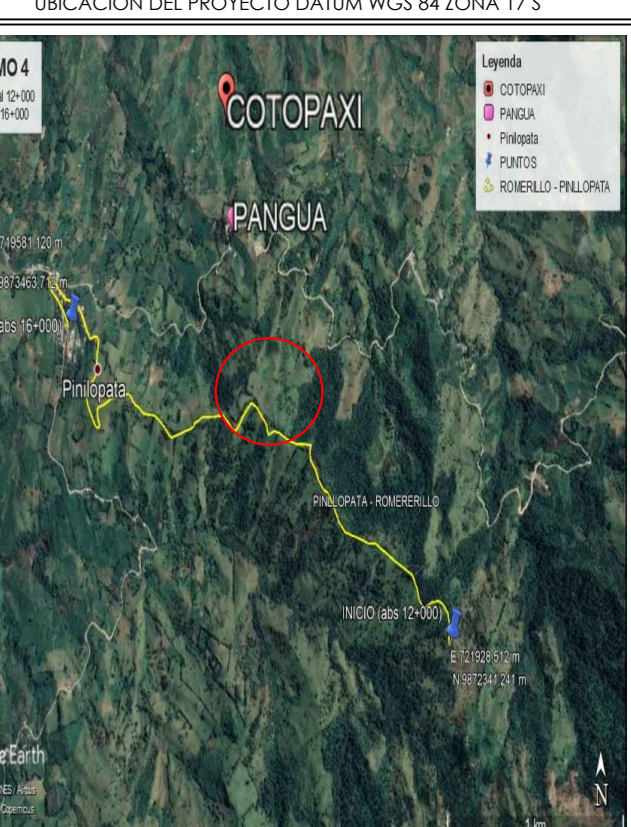 UBICACIÓN DEL PROYECTO DATUM WGS 84 ZONA 17 S
MO 4
12+000
16+000
Leyenda
COTOPAXI
PANGUA
Pinilopata
PUNTOS
ROMERILLO - PINLLOPATA
COTOPAXI
PANGUA
719581,120 m
9873463,712 m
(abs 16+000)
Pinilopata
PINLLOPATA - ROMERERILLO
INICIO (abs 12+000)
E 721928,512 m
N 9872341,241 m
Earth
NES / Airbus
Copernicus
N
1 km